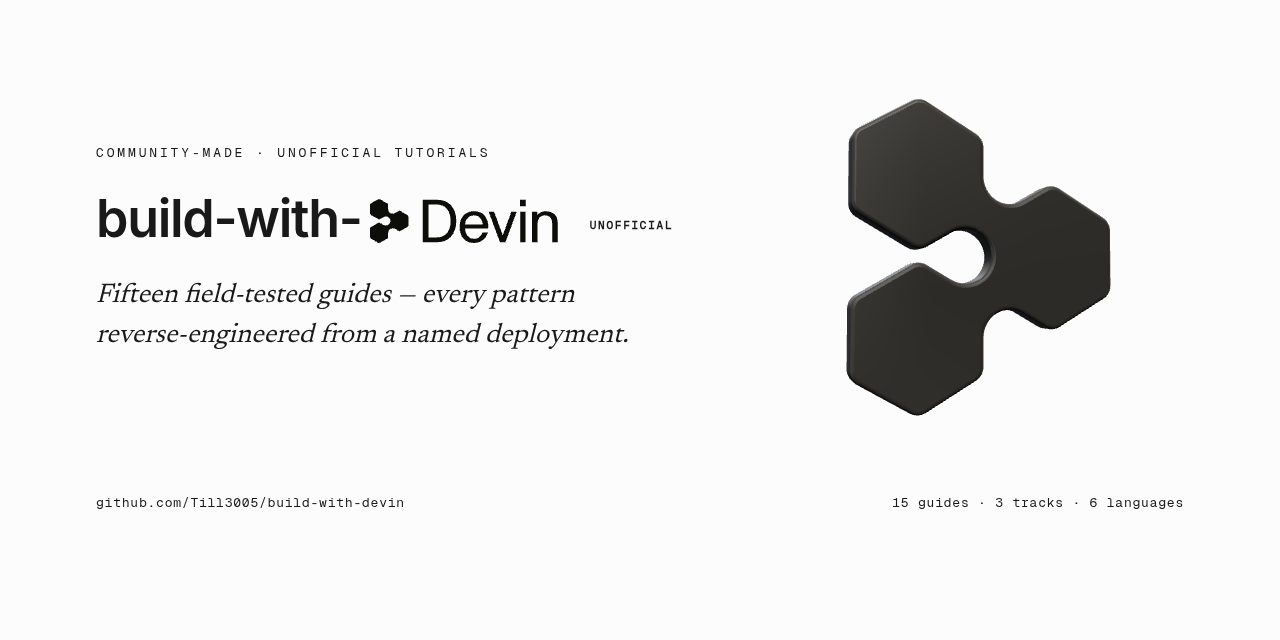 COMMUNITY-MADE · UNOFFICIAL TUTORIALS
build-with- Devin UNOFFICIAL
Fifteen field-tested guides — every pattern
reverse-engineered from a named deployment.
github.com/Till3005/build-with-devin
15 guides · 3 tracks · 6 languages